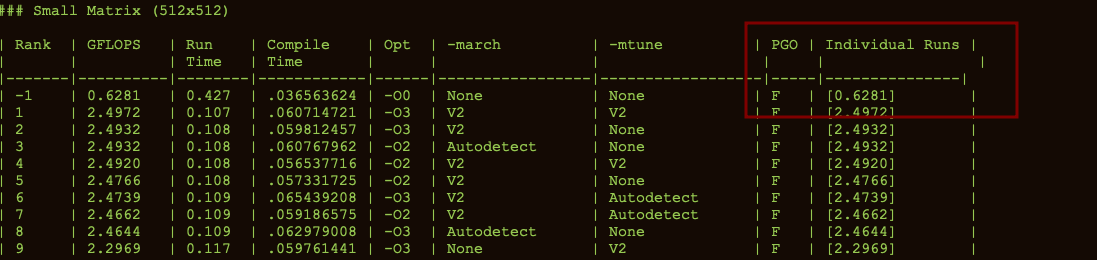 ### Small Matrix (512x512)
| Rank | GFLOPS | Run | Compile | Opt | -march | -mtune | PGO | Individual Runs |
| | | Time | Time | | | | | |
|-------|----------|--------|------------|-----|----------------|------------------|-----|---------------|
| -1 | 0.6281 | 0.427 | .036563624 | -O0 | None | None | F | [0.6281] |
| 1 | 2.4972 | 0.107 | .060714721 | -O3 | V2 | V2 | F | [2.4972] |
| 2 | 2.4932 | 0.108 | .059812457 | -O3 | V2 | None | F | [2.4932] |
| 3 | 2.4932 | 0.108 | .060767962 | -O2 | Autodetect | None | F | [2.4932] |
| 4 | 2.4920 | 0.108 | .056537716 | -O2 | V2 | V2 | F | [2.4920] |
| 5 | 2.4766 | 0.108 | .057331725 | -O2 | V2 | None | F | [2.4766] |
| 6 | 2.4739 | 0.109 | .065439208 | -O3 | V2 | Autodetect | F | [2.4739] |
| 7 | 2.4662 | 0.109 | .059186575 | -O2 | V2 | Autodetect | F | [2.4662] |
| 8 | 2.4644 | 0.109 | .062979008 | -O3 | Autodetect | None | F | [2.4644] |
| 9 | 2.2969 | 0.117 | .059761441 | -O3 | None | V2 | F | [2.2969] |